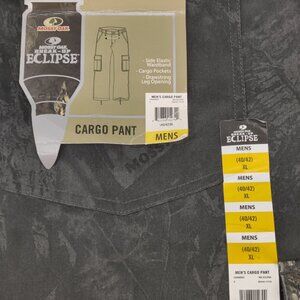 MOSSY OAK
BREAK-UP
ECLIPSE
• Side Elastic
Waistband
• Cargo Pockets
• Drawstring
Leg Opening
CARGO PANT
MEN'S CARGO PANT
MENS
MOSSY OAK
BREAK-UP
ECLIPSE
MENS
(40/42)
XL
MENS
(40/42)
XL
MENS
(40/42)
XL
MENS
(40/42)
XL
MEN'S CARGO PANT